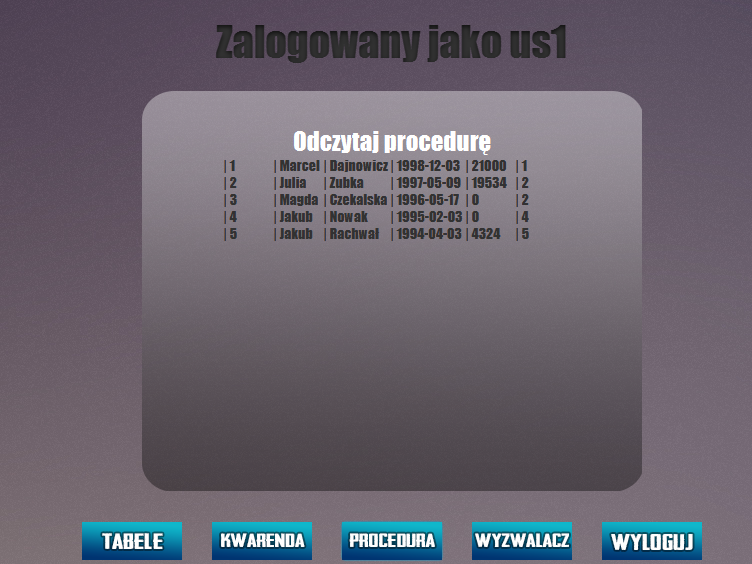 Zalogowany jako us1
Odczytaj procedurę
| 1 | Marcel | Dajnowicz | 1998-12-03 | 21000 | 1
| 2 | Julia | Zubka | 1997-05-09 | 19534 | 2
| 3 | Magda | Czekalska | 1996-05-17 | 0 | 2
| 4 | Jakub | Nowak | 1995-02-03 | 0 | 4
| 5 | Jakub | Rachwał | 1994-04-03 | 4324 | 5
TABELE KWARENDA PROCEDURA WYZWALACZ WYLOGUJ